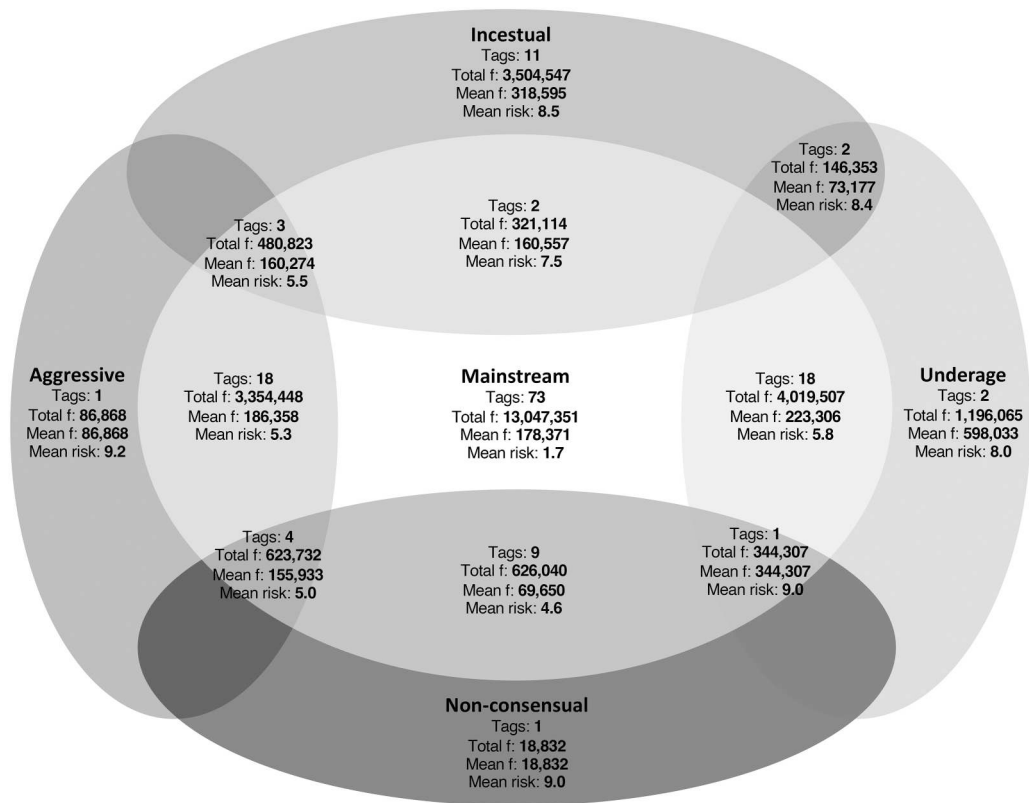 Incestual
Tags: 11
Total f: 3,504,547
Mean f: 318,595
Mean risk: 8.5
Tags: 2
Total f: 146,353
Mean f: 73,177
Mean risk: 8.4
Tags: 3
Total f: 480,823
Mean f: 160,274
Mean risk: 5.5
Tags: 2
Total f: 321,114
Mean f: 160,557
Mean risk: 7.5
Aggressive
Tags: 1
Total f: 86,868
Mean f: 86,868
Mean risk: 9.2
Tags: 18
Total f: 3,354,448
Mean f: 186,358
Mean risk: 5.3
Mainstream
Tags: 73
Total f: 13,047,351
Mean f: 178,371
Mean risk: 1.7
Tags: 18
Total f: 4,019,507
Mean f: 223,306
Mean risk: 5.8
Underage
Tags: 2
Total f: 1,196,065
Mean f: 598,033
Mean risk: 8.0
Tags: 4
Total f: 623,732
Mean f: 155,933
Mean risk: 5.0
Tags: 9
Total f: 626,040
Mean f: 69,650
Mean risk: 4.6
Tags: 1
Total f: 344,307
Mean f: 344,307
Mean risk: 9.0
Non-consensual
Tags: 1
Total f: 18,832
Mean f: 18,832
Mean risk: 9.0